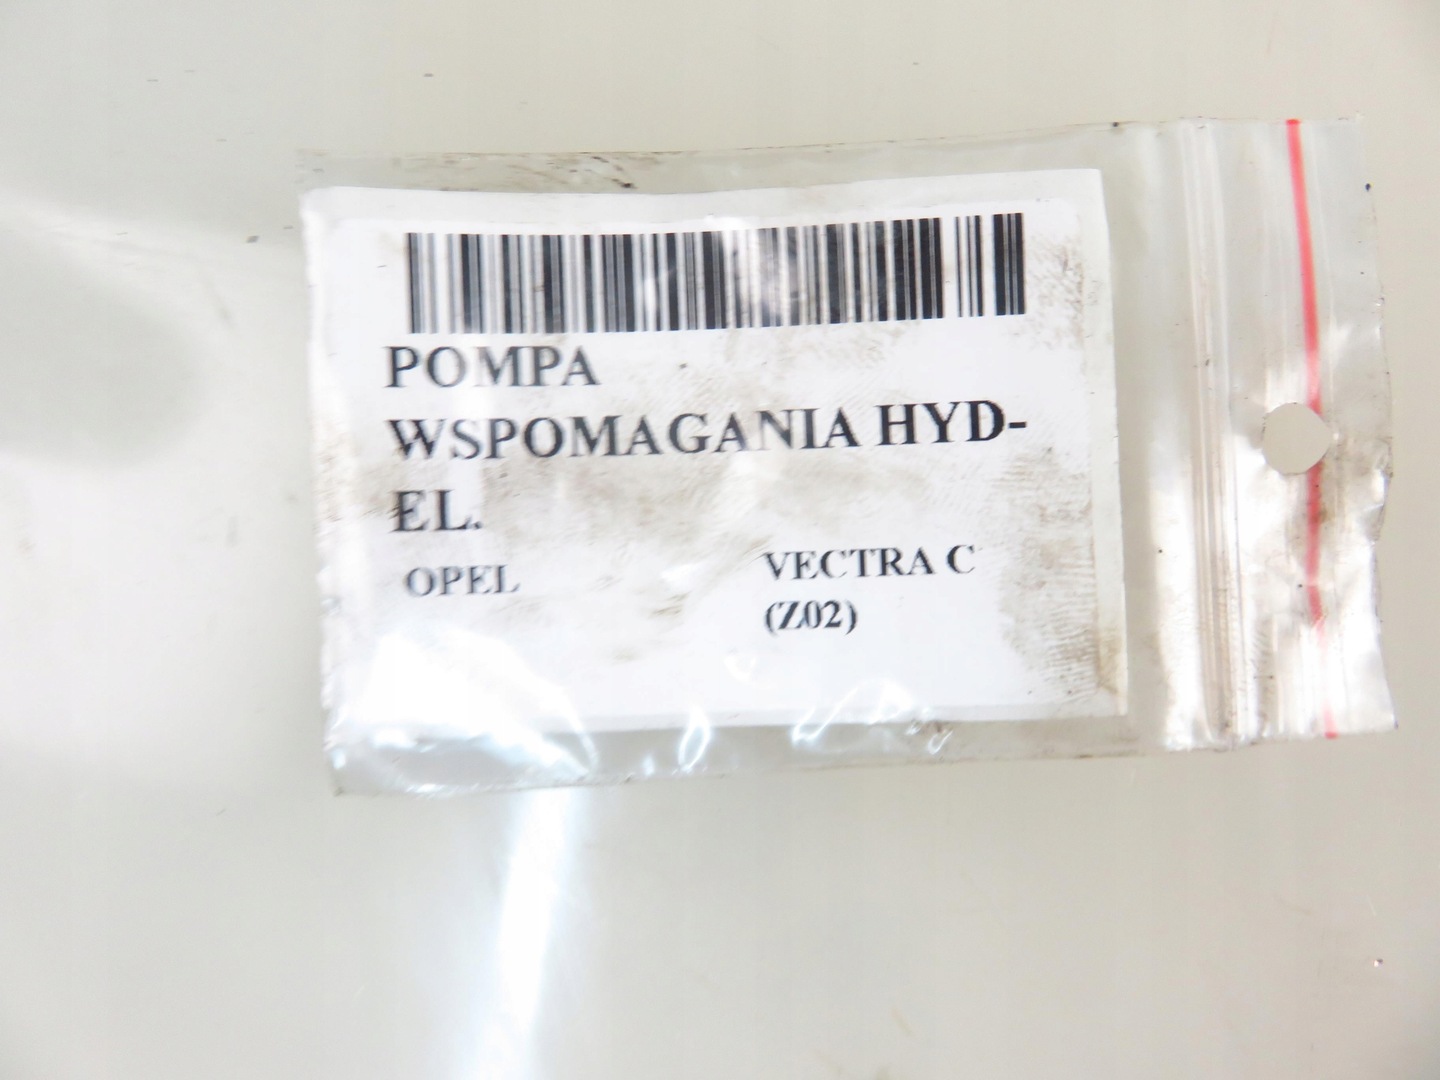 POMPA
WSPOMAGANIA HYD-
EL.
OPEL VECTRA C
(Z02)